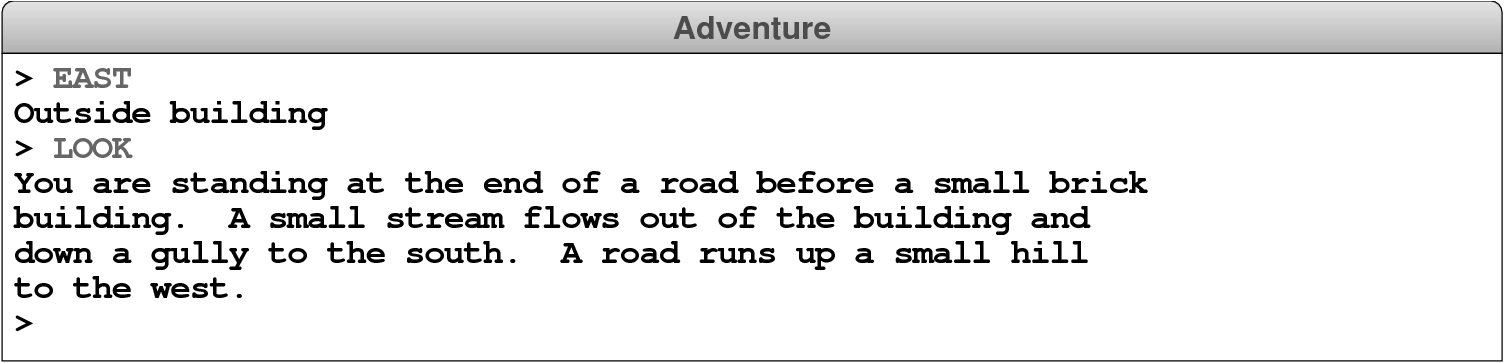 Adventure
> EAST
Outside building
> LOOK
You are standing at the end of a road before a small brick
building.  A small stream flows out of the building and
down a gully to the south.  A road runs up a small hill
to the west.
>